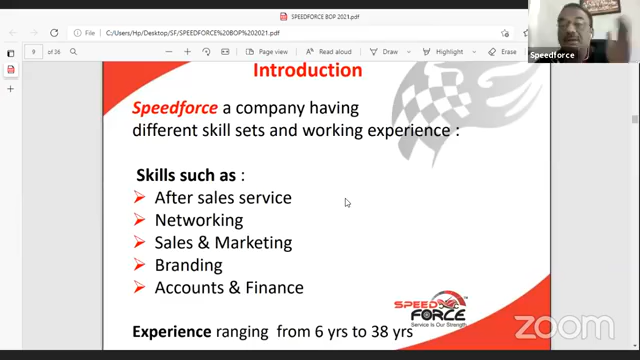 SPEEDFORCE BOP 2021.pdf
File
C:/Users/Hp/Desktop/SF/SPEEDFORCE%20BOP%202021.pdf
9 of 36
Page view
Read aloud
Draw
Highlight
Erase
Speedforce
Introduction
Speedforce a company having
different skill sets and working experience :
Skills such as :
After sales service
Networking
Sales & Marketing
Branding
Accounts & Finance
SPEED
FORCE
Service is Our Strength
Experience ranging from 6 yrs to 38 yrs
zoom